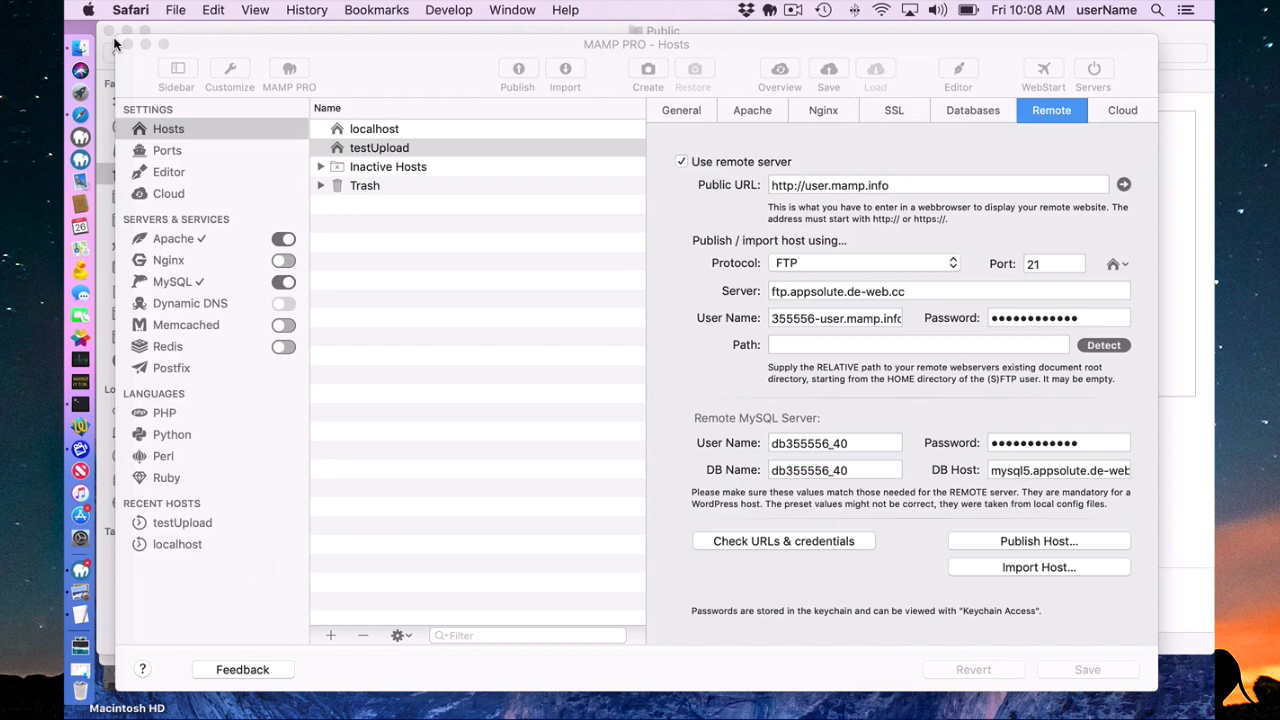 Safari File Edit View History Bookmarks Develop Window Help Fri 10:08 AM userName
Public
MAMP PRO - Hosts
Sidebar Customize MAMP PRO Publish Import Create Restore Overview Save Load Editor WebStart Servers
SETTINGS
Hosts
Ports
Editor
Cloud
SERVERS & SERVICES
Apache ✓
Nginx
MySQL ✓
Dynamic DNS
Memcached
Redis
Postfix
LANGUAGES
PHP
Python
Perl
Ruby
RECENT HOSTS
testUpload
localhost
Name
localhost
testUpload
Inactive Hosts
Trash
Filter
General Apache Nginx SSL Databases Remote Cloud
Use remote server
Public URL: http://user.mamp.info
This is what you have to enter in a webbrowser to display your remote website. The
address must start with http:// or https://.
Publish / import host using...
Protocol: FTP Port: 21
Server: ftp.appsolute.de-web.cc
User Name: 355556-user.mamp.info Password: ●●●●●●●●●●●●
Path: Detect
Supply the RELATIVE path to your remote webservers existing document root
directory, starting from the HOME directory of the (S)FTP user. It may be empty.
Remote MySQL Server:
User Name: db355556_40 Password: ●●●●●●●●●●●●
DB Name: db355556_40 DB Host: mysql5.appsolute.de-web
Please make sure these values match those needed for the REMOTE server. They are mandatory for a
WordPress host. The preset values might not be correct, they were taken from local config files.
Check URLs & credentials Publish Host...
Import Host...
Passwords are stored in the keychain and can be viewed with "Keychain Access".
? Feedback Revert Save
Macintosh HD